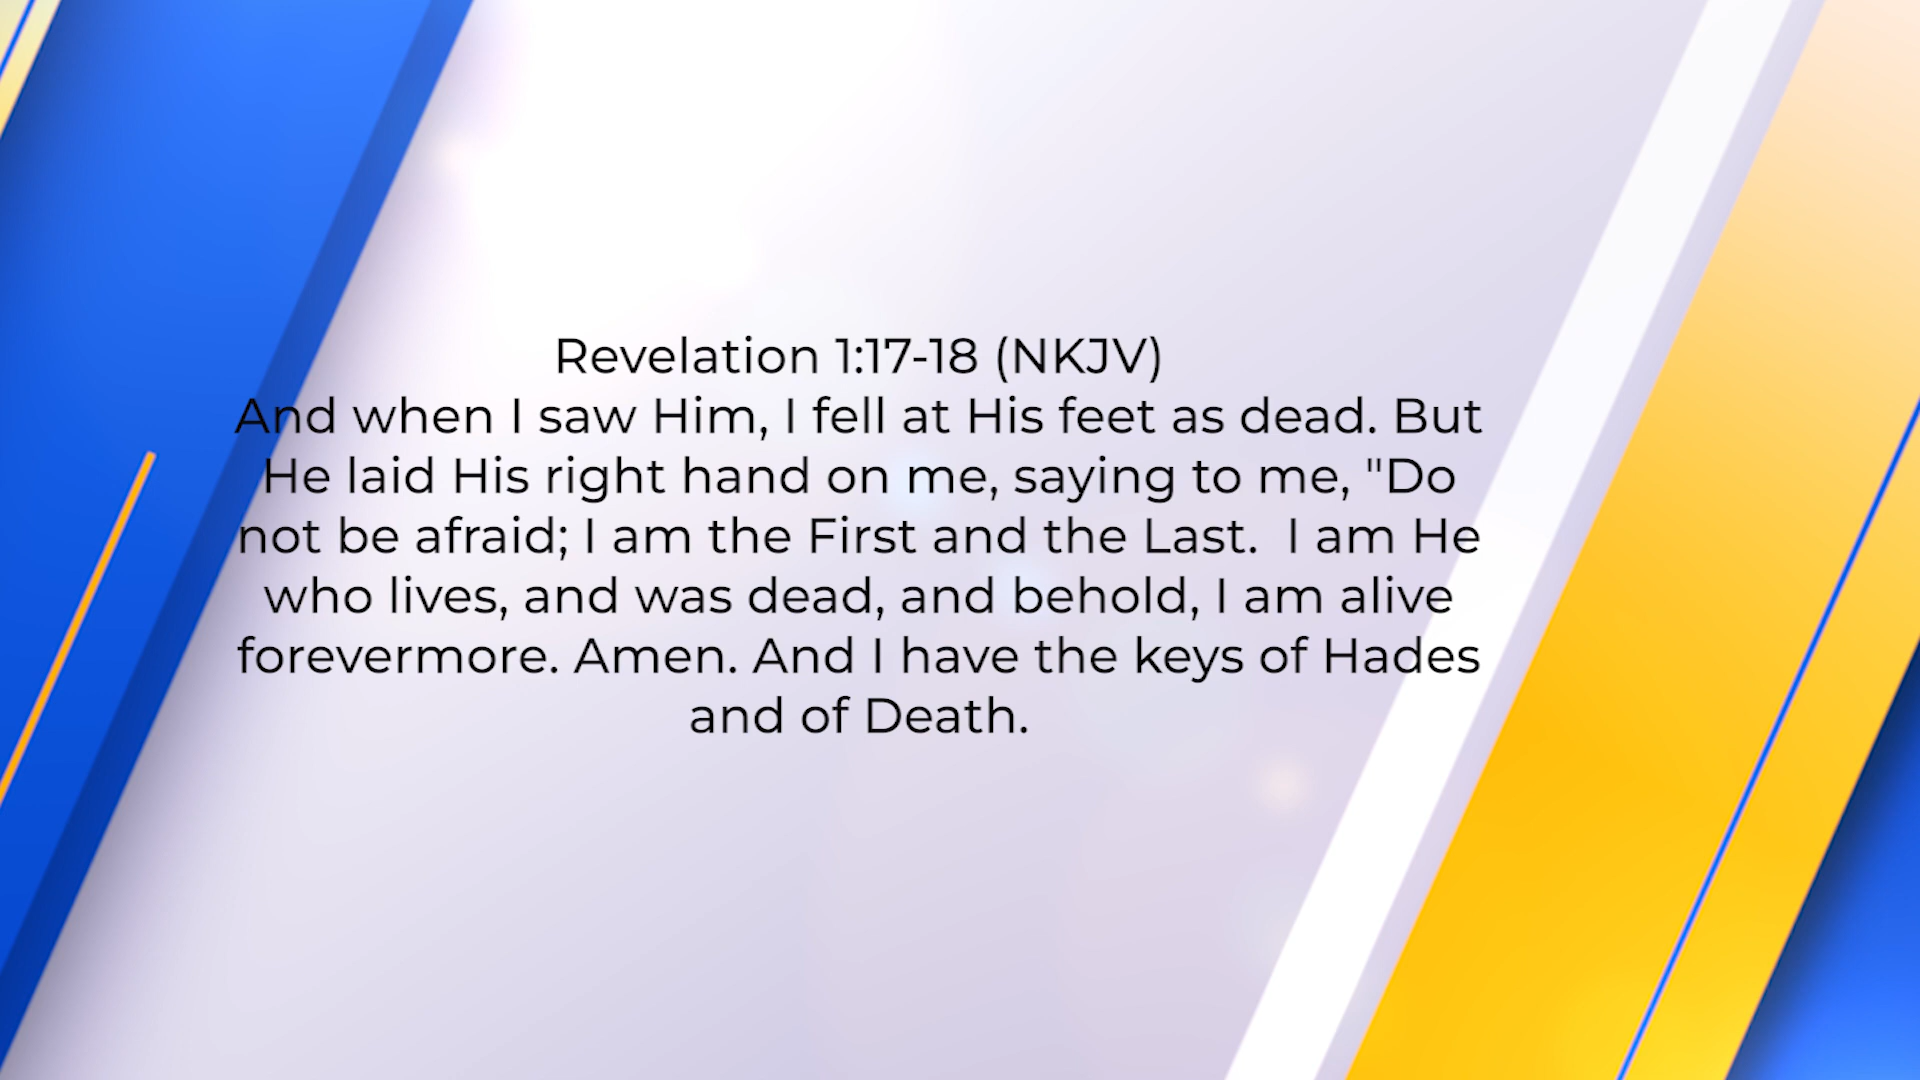 Revelation 1:17-18 (NKJV)
And when I saw Him, I fell at His feet as dead. But
He laid His right hand on me, saying to me, "Do
not be afraid; I am the First and the Last.  I am He
who lives, and was dead, and behold, I am alive
forevermore. Amen. And I have the keys of Hades
and of Death.